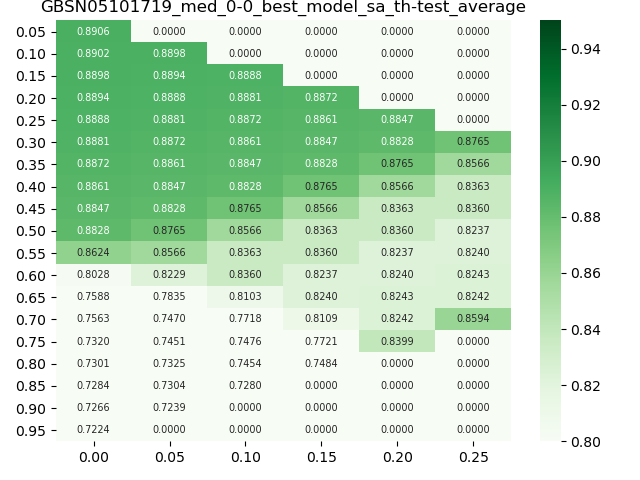 GBSN05101719_med_0-0_best_model_sa_th-test_average
0.05 0.8906 0.0000 0.0000 0.0000 0.0000 0.0000
0.10 0.8902 0.8898 0.0000 0.0000 0.0000 0.0000 0.94
0.15 0.8898 0.8894 0.8888 0.0000 0.0000 0.0000
0.20 0.8894 0.8888 0.8881 0.8872 0.0000 0.0000 0.92
0.25 0.8888 0.8881 0.8872 0.8861 0.8847 0.0000
0.30 0.8881 0.8872 0.8861 0.8847 0.8828 0.8765
0.35 0.8872 0.8861 0.8847 0.8828 0.8765 0.8566 0.90
0.40 0.8861 0.8847 0.8828 0.8765 0.8566 0.8363
0.45 0.8847 0.8828 0.8765 0.8566 0.8363 0.8360 0.88
0.50 0.8828 0.8765 0.8566 0.8363 0.8360 0.8237
0.55 0.8624 0.8566 0.8363 0.8360 0.8237 0.8240
0.60 0.8028 0.8229 0.8360 0.8237 0.8240 0.8243 0.86
0.65 0.7588 0.7835 0.8103 0.8240 0.8243 0.8242
0.70 0.7563 0.7470 0.7718 0.8109 0.8242 0.8594
0.75 0.7320 0.7451 0.7476 0.7721 0.8399 0.0000 0.84
0.80 0.7301 0.7325 0.7454 0.7484 0.0000 0.0000
0.85 0.7284 0.7304 0.7280 0.0000 0.0000 0.0000 0.82
0.90 0.7266 0.7239 0.0000 0.0000 0.0000 0.0000
0.95 0.7224 0.0000 0.0000 0.0000 0.0000 0.0000 0.80
0.00 0.05 0.10 0.15 0.20 0.25